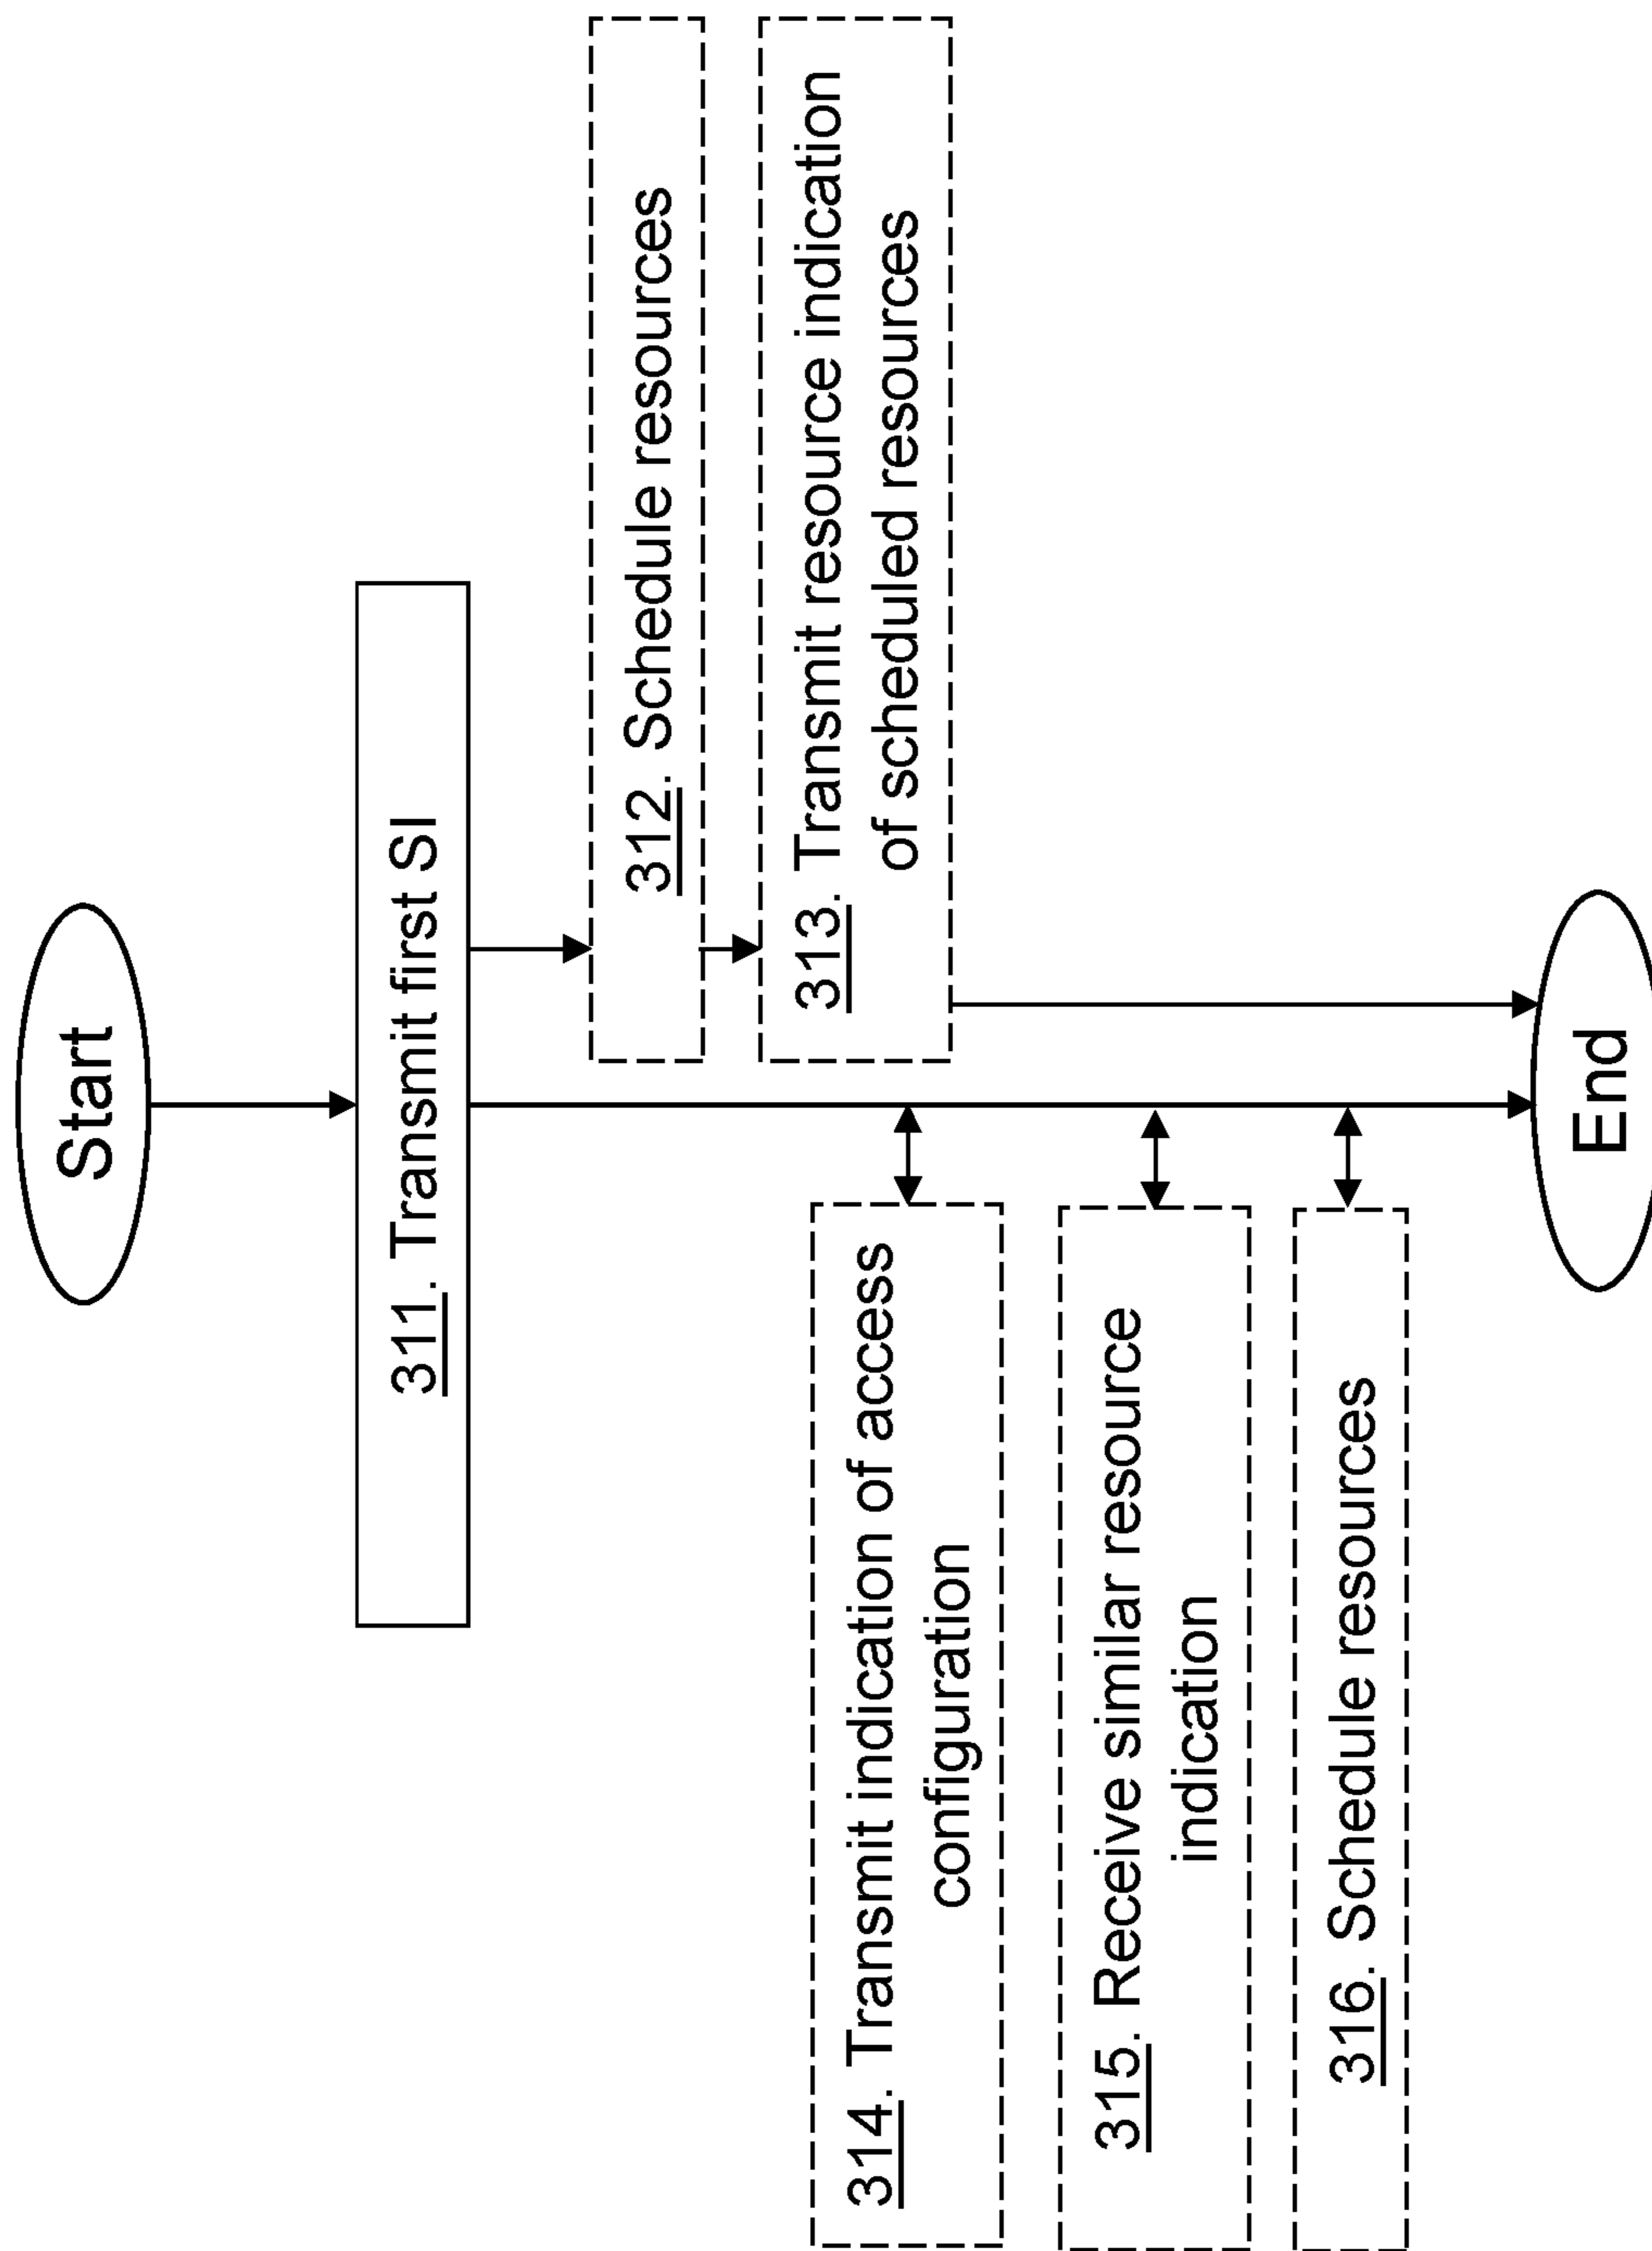 Start
311. Transmit first SI
312. Schedule resources
313. Transmit resource indication
of scheduled resources
314. Transmit indication of access
configuration
315. Receive similar resource
indication
316. Schedule resources
End